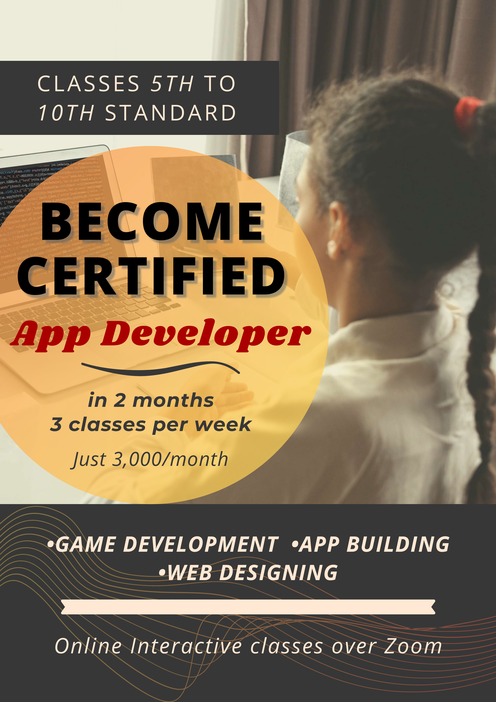 CLASSES 5TH TO
10TH STANDARD
BECOME
CERTIFIED
App Developer
in 2 months
3 classes per week
Just 3,000/month
•GAME DEVELOPMENT •APP BUILDING
•WEB DESIGNING
Online Interactive classes over Zoom